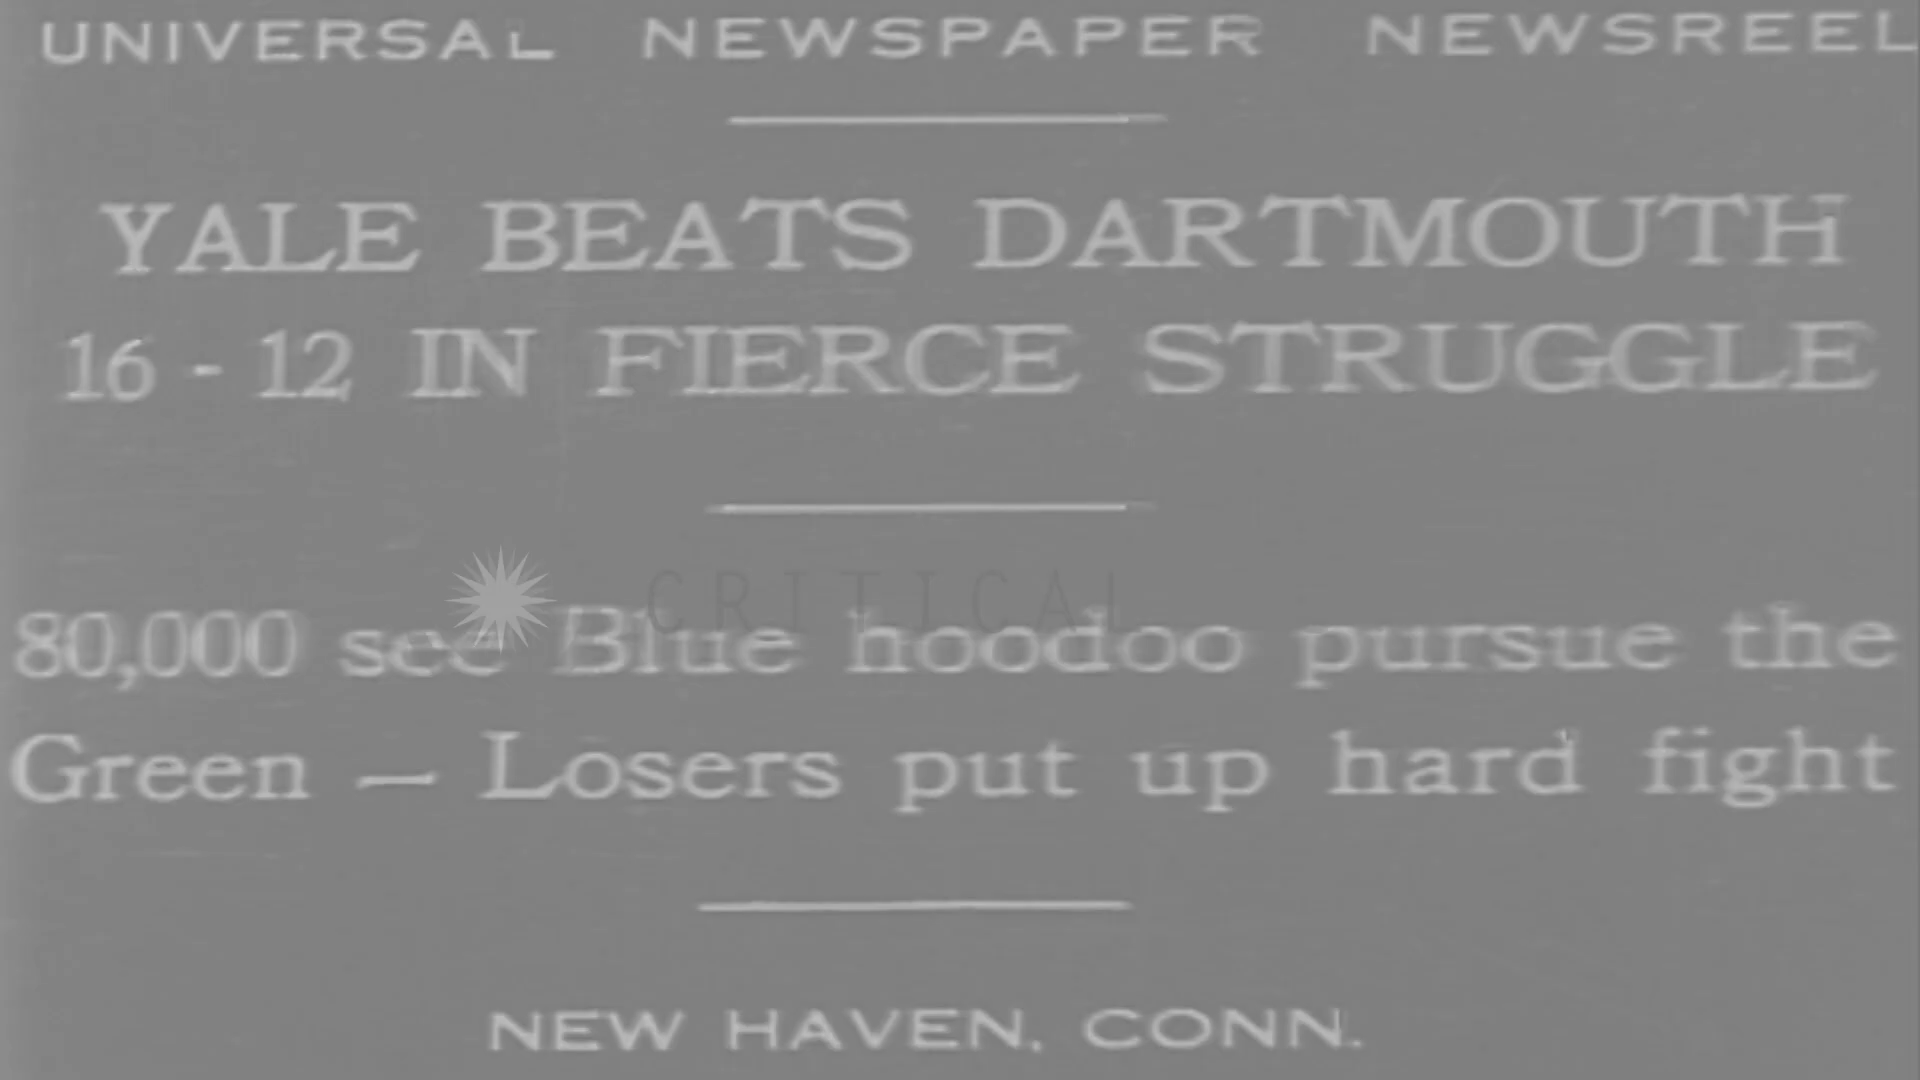 UNIVERSAL NEWSPAPER NEWSREEL
YALE BEATS DARTMOUTH
16 - 12 IN FIERCE STRUGGLE
CRITICAL
80,000 see Blue hoodoo pursue the
Green — Losers put up hard fight
NEW HAVEN, CONN.